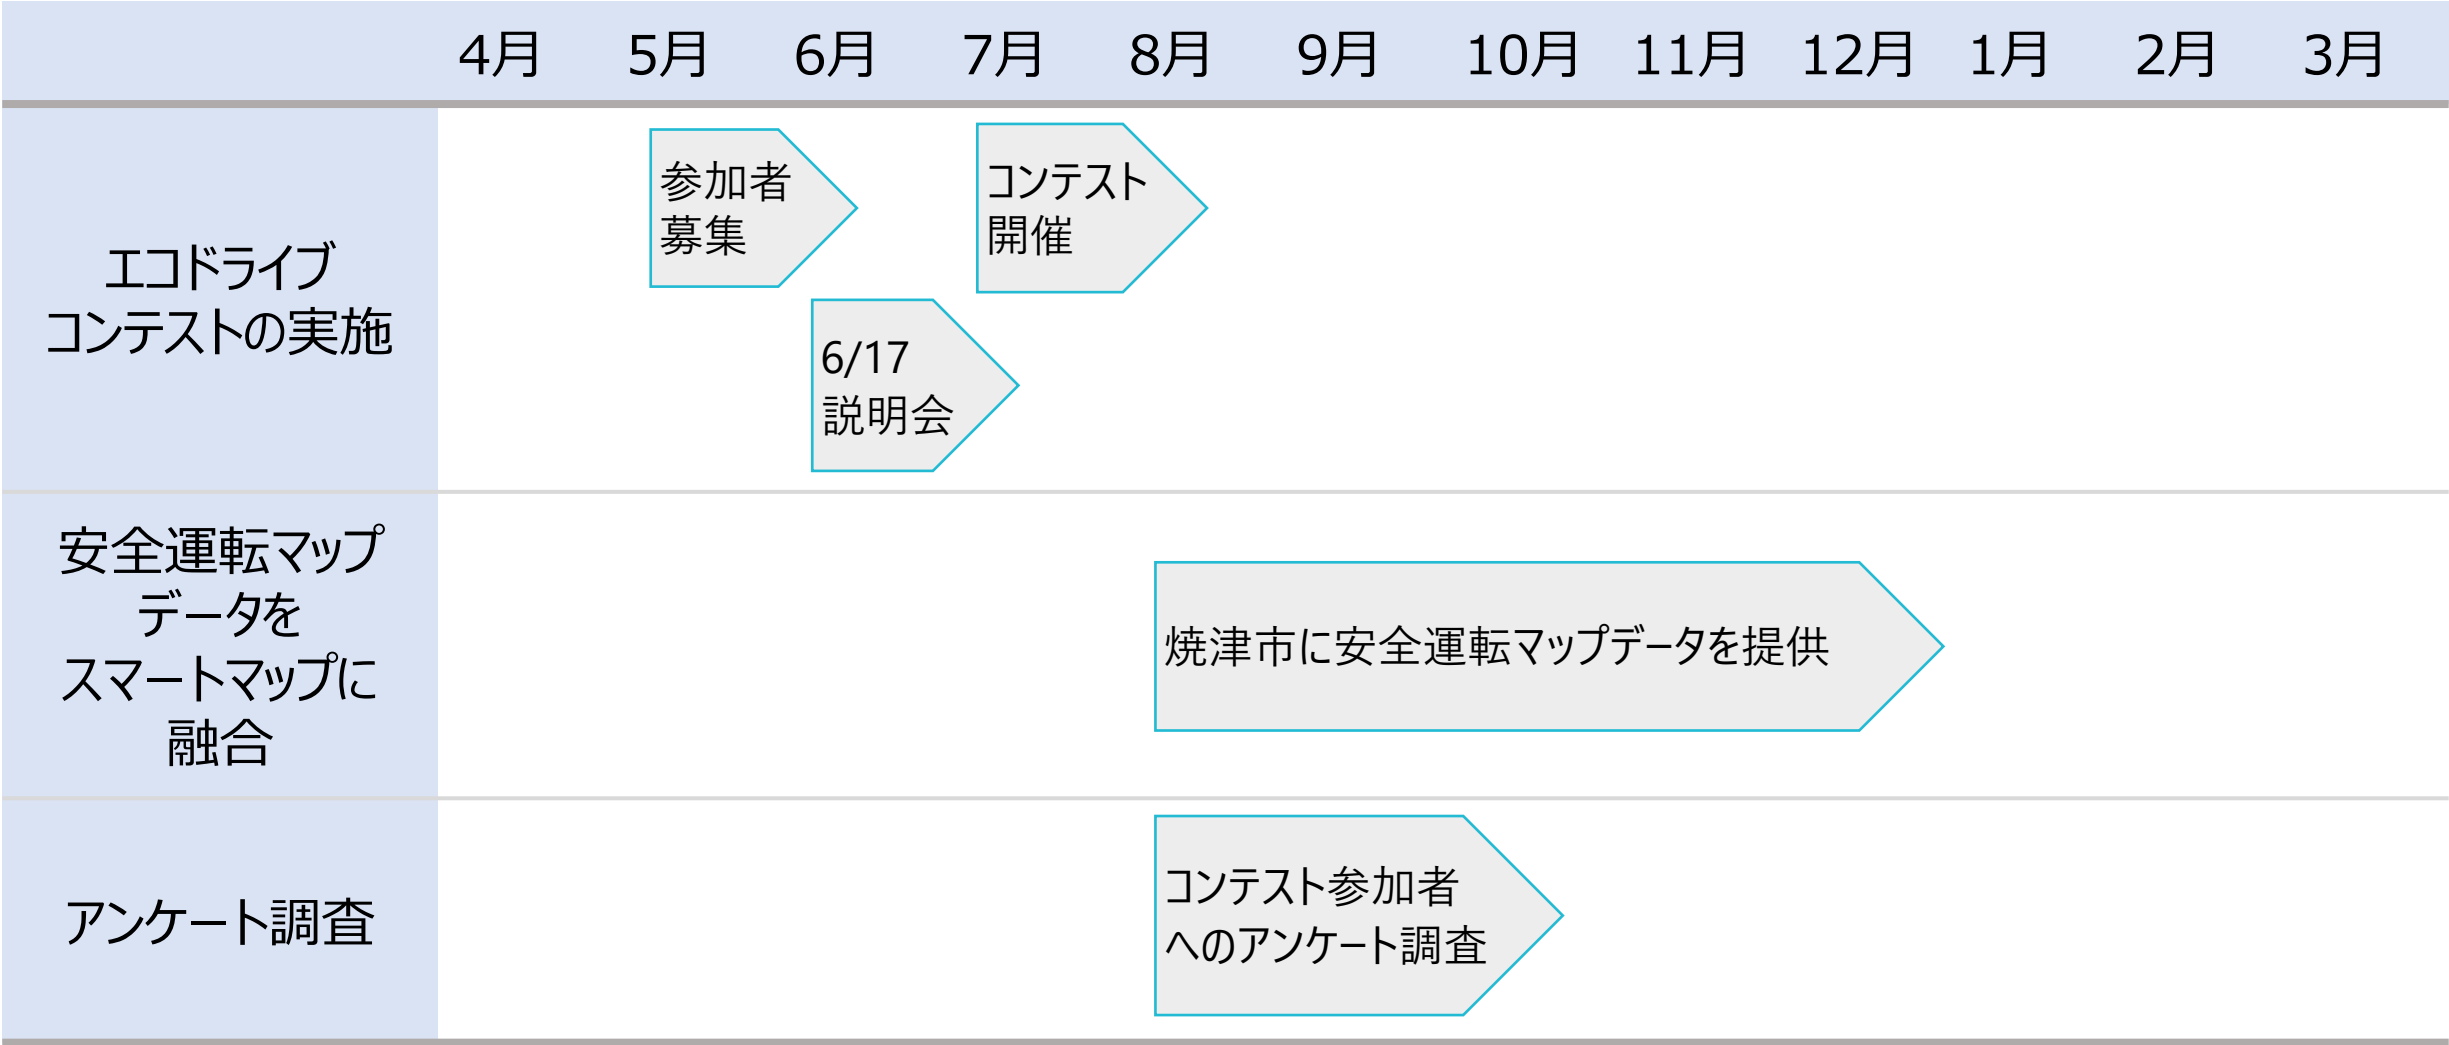 4月 5月 6月 7月 8月 9月 10月 11月 12月 1月 2月 3月
エコドライブ
コンテストの実施
参加者
募集
コンテスト
開催
6/17
説明会
安全運転マップ
データを
スマートマップに
融合
焼津市に安全運転マップデータを提供
アンケート調査
コンテスト参加者
へのアンケート調査